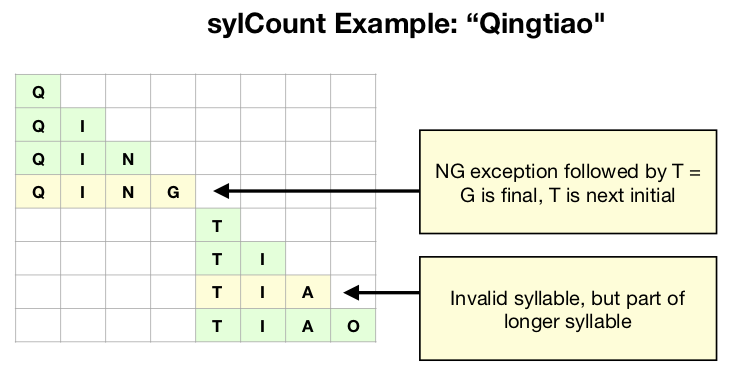 sylCount Example: “Qingtiao"
Q
Q I
Q I N
Q I N G
NG exception followed by T =
G is final, T is next initial
T
T I
T I A
Invalid syllable, but part of
longer syllable
T I A O